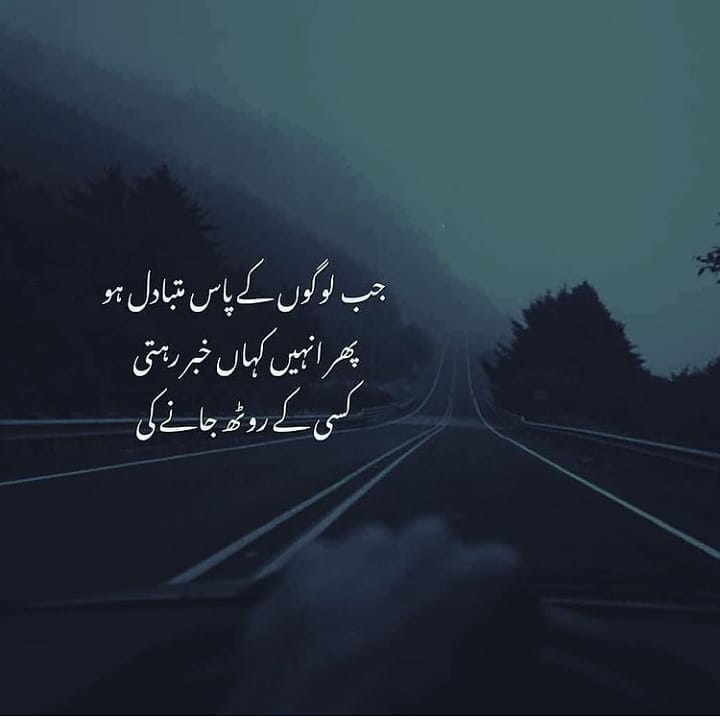 جب لوگوں کے پاس متبادل ہو
پھر انہیں کہاں خبر رہتی
کسی کے روٹھ جانے کی